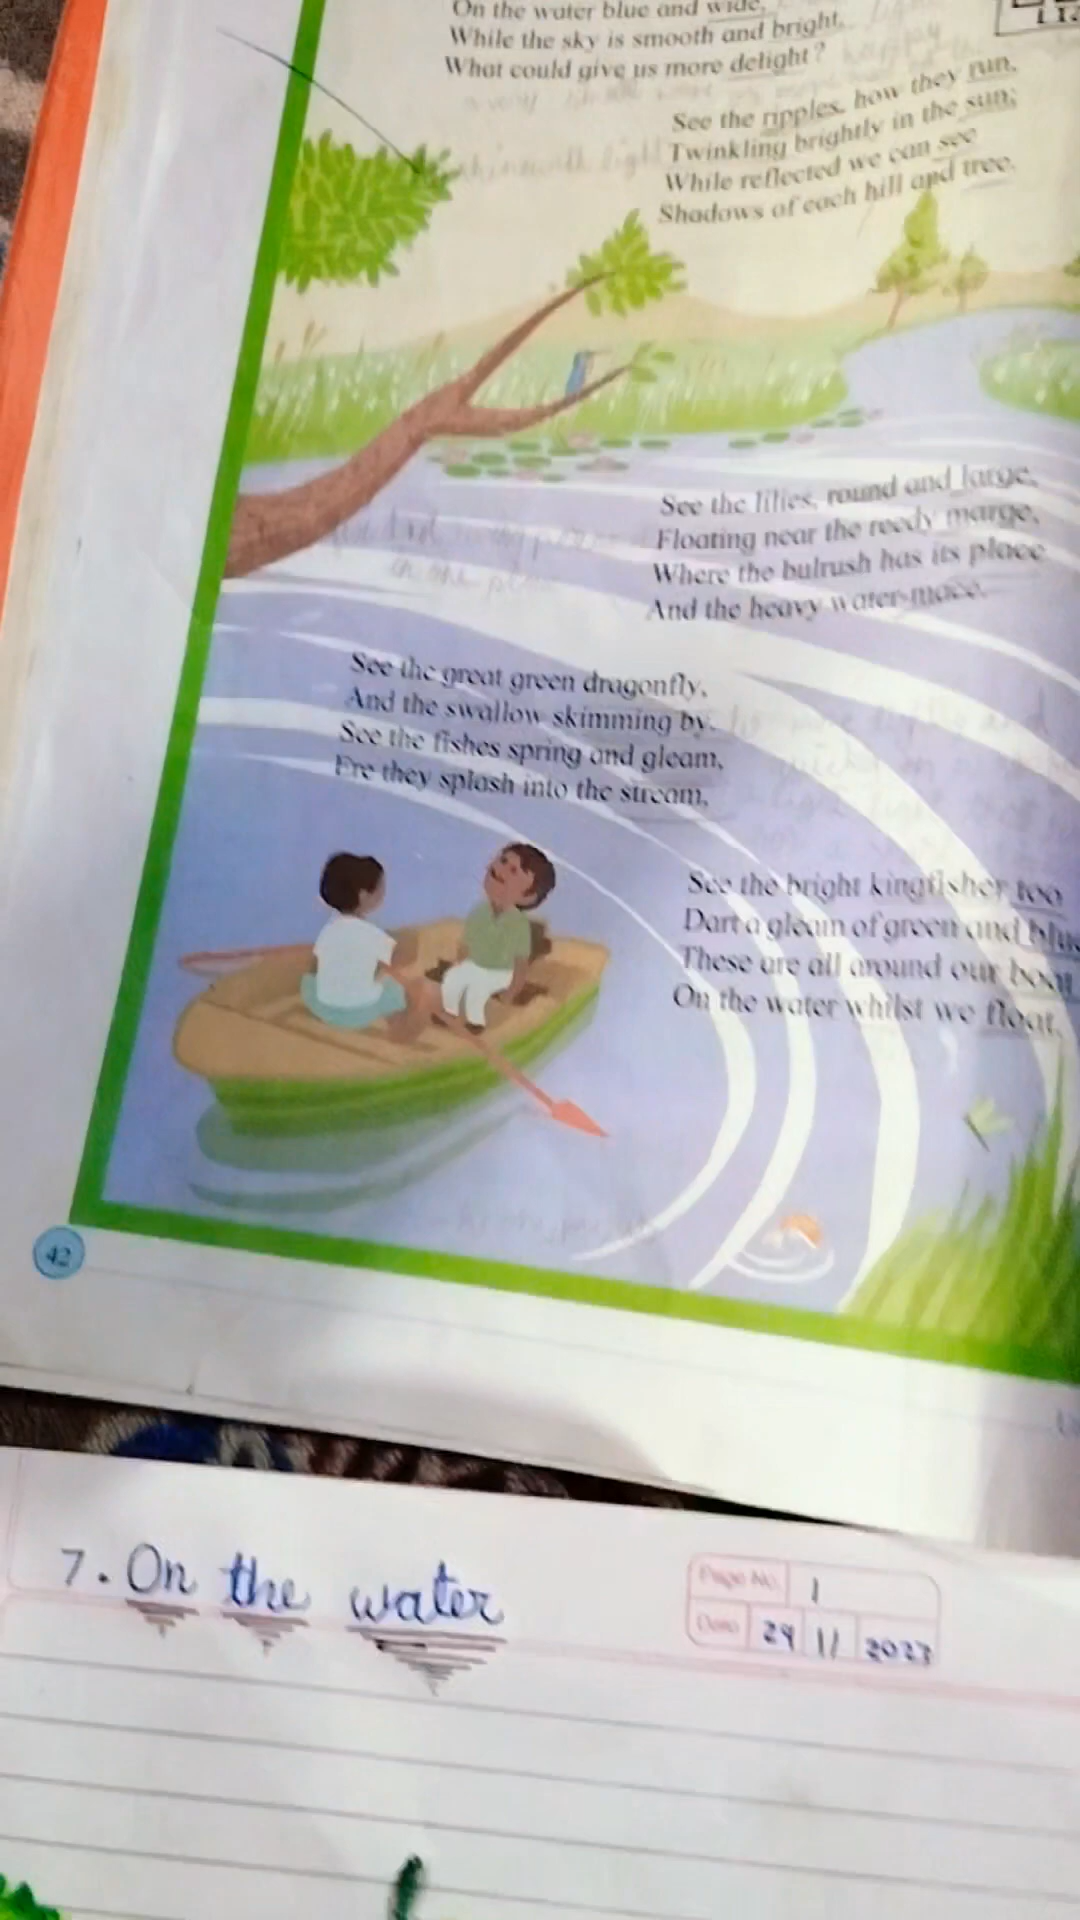 On the water blue and wide,
While the sky is smooth and bright,
What could give us more delight?
See the ripples, how they run,
Twinkling brightly in the sun;
While reflected we can see
Shadows of each hill and tree.
See the lilies, round and large,
Floating near the reedy marge,
Where the bulrush has its place
And the heavy water-mace.
See the great green dragonfly,
And the swallow skimming by.
See the fishes spring and gleam,
Ere they splash into the stream,
See the bright kingfisher too
Dart a gleam of green and blue
These are all around our boat
On the water whilst we float.
42
7. On the water
Page No. 1
Date 29 11 2023